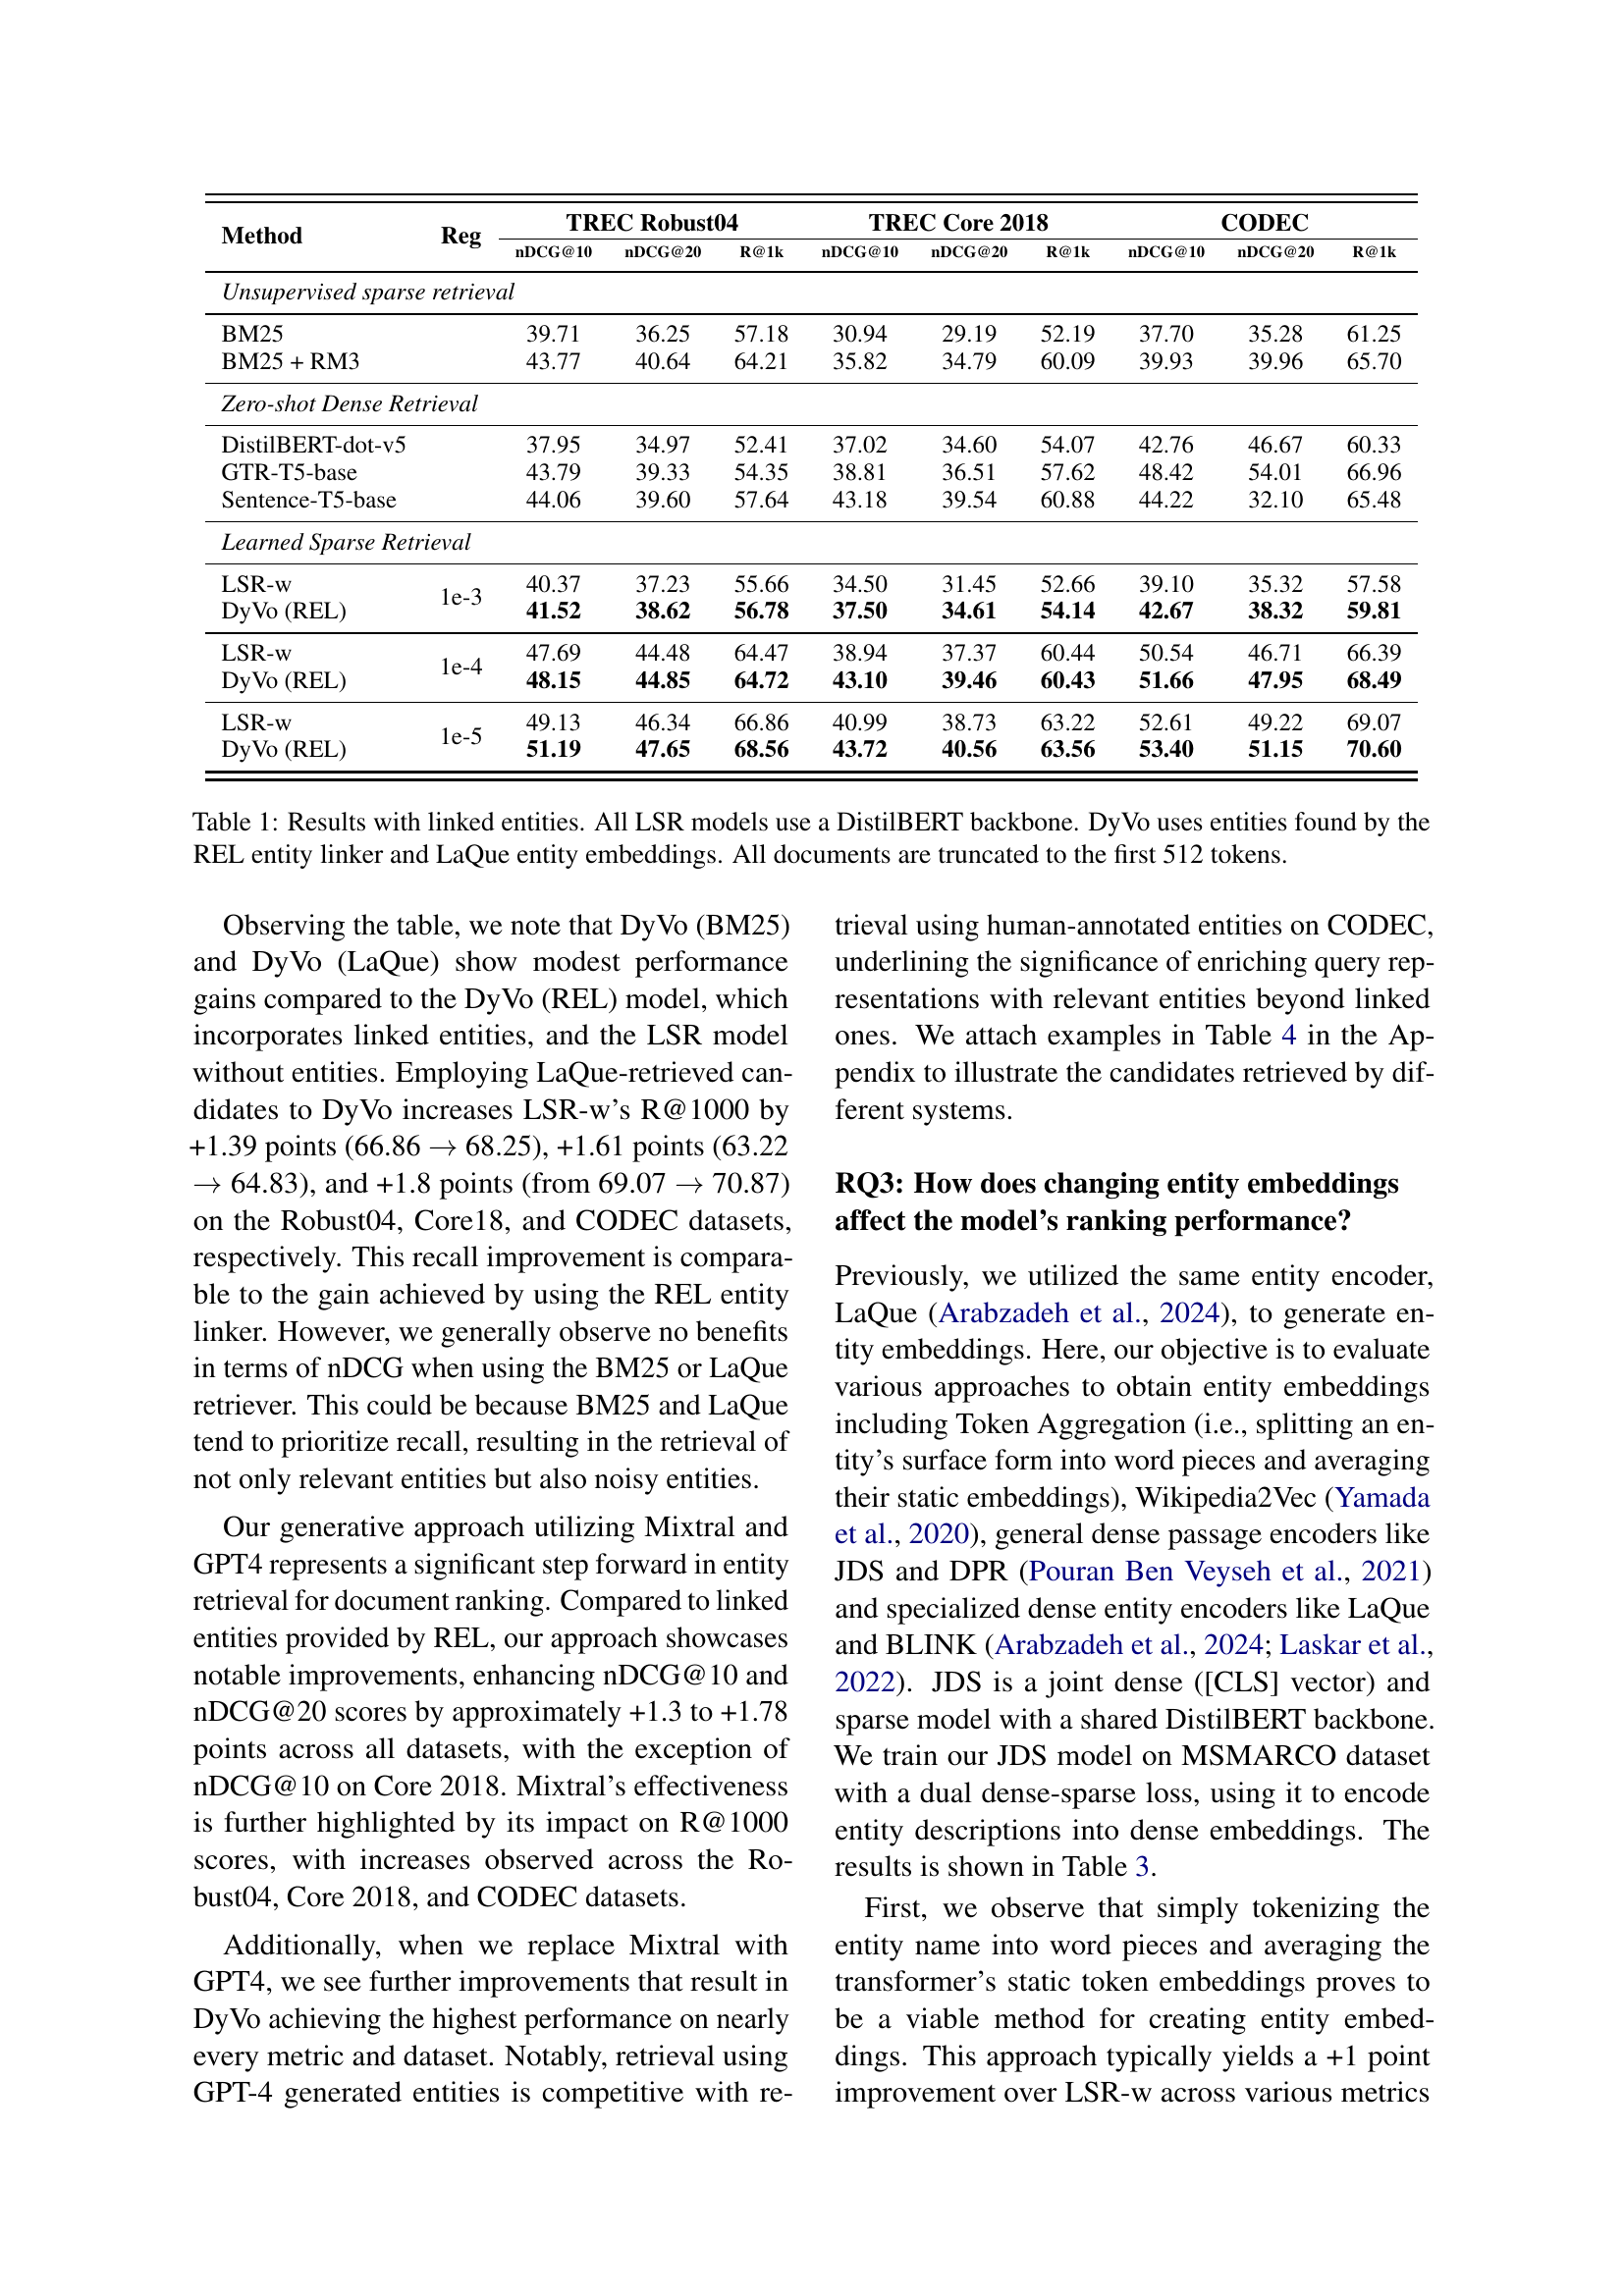 Method Reg TREC Robust04 TREC Core 2018 CODEC
nDCG@10 nDCG@20 R@1k nDCG@10 nDCG@20 R@1k nDCG@10 nDCG@20 R@1k
Unsupervised sparse retrieval
BM25 39.71 36.25 57.18 30.94 29.19 52.19 37.70 35.28 61.25
BM25 + RM3 43.77 40.64 64.21 35.82 34.79 60.09 39.93 39.96 65.70
Zero-shot Dense Retrieval
DistilBERT-dot-v5 37.95 34.97 52.41 37.02 34.60 54.07 42.76 46.67 60.33
GTR-T5-base 43.79 39.33 54.35 38.81 36.51 57.62 48.42 54.01 66.96
Sentence-T5-base 44.06 39.60 57.64 43.18 39.54 60.88 44.22 32.10 65.48
Learned Sparse Retrieval
LSR-w 1e-3 40.37 37.23 55.66 34.50 31.45 52.66 39.10 35.32 57.58
DyVo (REL) 41.52 38.62 56.78 37.50 34.61 54.14 42.67 38.32 59.81
LSR-w 1e-4 47.69 44.48 64.47 38.94 37.37 60.44 50.54 46.71 66.39
DyVo (REL) 48.15 44.85 64.72 43.10 39.46 60.43 51.66 47.95 68.49
LSR-w 1e-5 49.13 46.34 66.86 40.99 38.73 63.22 52.61 49.22 69.07
DyVo (REL) 51.19 47.65 68.56 43.72 40.56 63.56 53.40 51.15 70.60
Table 1: Results with linked entities. All LSR models use a DistilBERT backbone. DyVo uses entities found by the
REL entity linker and LaQue entity embeddings. All documents are truncated to the first 512 tokens.
Observing the table, we note that DyVo (BM25)
and DyVo (LaQue) show modest performance
gains compared to the DyVo (REL) model, which
incorporates linked entities, and the LSR model
without entities. Employing LaQue-retrieved can-
didates to DyVo increases LSR-w's R@1000 by
+1.39 points (66.86 → 68.25), +1.61 points (63.22
→ 64.83), and +1.8 points (from 69.07 → 70.87)
on the Robust04, Core18, and CODEC datasets,
respectively. This recall improvement is compara-
ble to the gain achieved by using the REL entity
linker. However, we generally observe no benefits
in terms of nDCG when using the BM25 or LaQue
retriever. This could be because BM25 and LaQue
tend to prioritize recall, resulting in the retrieval of
not only relevant entities but also noisy entities.
Our generative approach utilizing Mixtral and
GPT4 represents a significant step forward in entity
retrieval for document ranking. Compared to linked
entities provided by REL, our approach showcases
notable improvements, enhancing nDCG@10 and
nDCG@20 scores by approximately +1.3 to +1.78
points across all datasets, with the exception of
nDCG@10 on Core 2018. Mixtral's effectiveness
is further highlighted by its impact on R@1000
scores, with increases observed across the Ro-
bust04, Core 2018, and CODEC datasets.
Additionally, when we replace Mixtral with
GPT4, we see further improvements that result in
DyVo achieving the highest performance on nearly
every metric and dataset. Notably, retrieval using
GPT-4 generated entities is competitive with re-
trieval using human-annotated entities on CODEC,
underlining the significance of enriching query rep-
resentations with relevant entities beyond linked
ones. We attach examples in Table 4 in the Ap-
pendix to illustrate the candidates retrieved by dif-
ferent systems.
RQ3: How does changing entity embeddings
affect the model's ranking performance?
Previously, we utilized the same entity encoder,
LaQue (Arabzadeh et al., 2024), to generate en-
tity embeddings. Here, our objective is to evaluate
various approaches to obtain entity embeddings
including Token Aggregation (i.e., splitting an en-
tity's surface form into word pieces and averaging
their static embeddings), Wikipedia2Vec (Yamada
et al., 2020), general dense passage encoders like
JDS and DPR (Pouran Ben Veyseh et al., 2021)
and specialized dense entity encoders like LaQue
and BLINK (Arabzadeh et al., 2024; Laskar et al.,
2022). JDS is a joint dense ([CLS] vector) and
sparse model with a shared DistilBERT backbone.
We train our JDS model on MSMARCO dataset
with a dual dense-sparse loss, using it to encode
entity descriptions into dense embeddings. The
results is shown in Table 3.
First, we observe that simply tokenizing the
entity name into word pieces and averaging the
transformer's static token embeddings proves to
be a viable method for creating entity embed-
dings. This approach typically yields a +1 point
improvement over LSR-w across various metrics